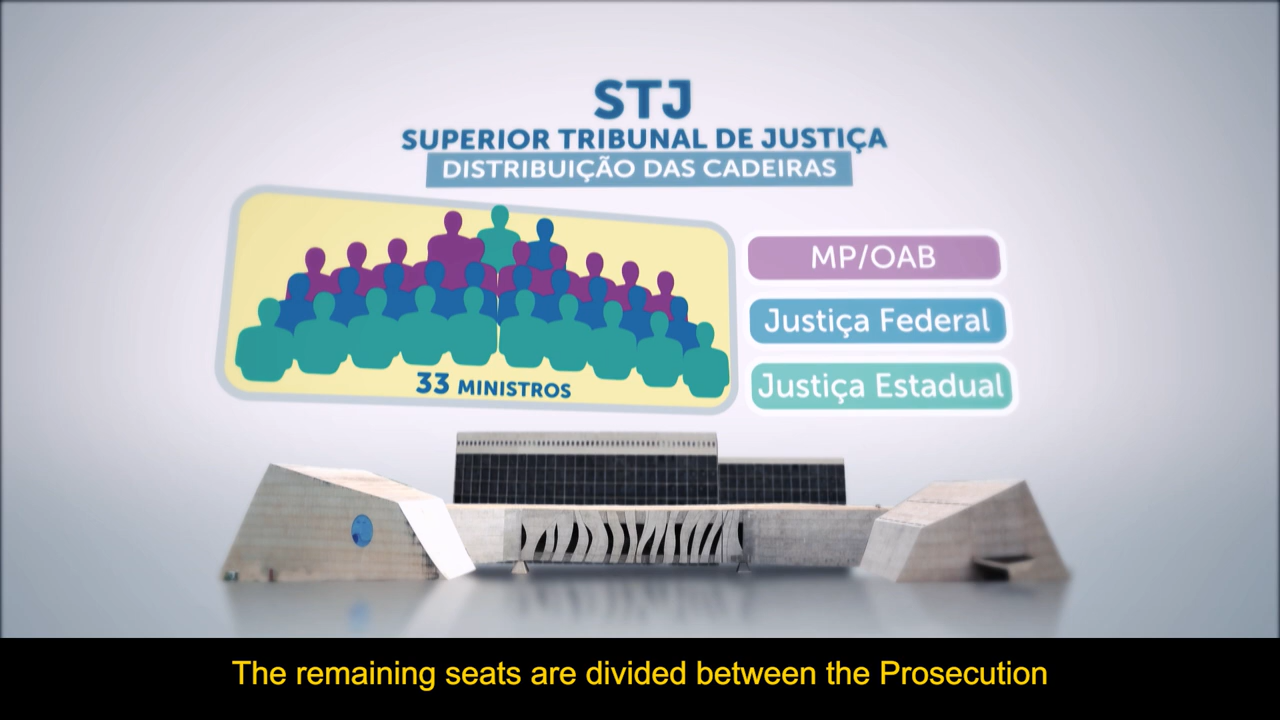 STJ
SUPERIOR TRIBUNAL DE JUSTIÇA
DISTRIBUIÇÃO DAS CADEIRAS
33 MINISTROS
MP/OAB
Justiça Federal
Justiça Estadual
The remaining seats are divided between the Prosecution